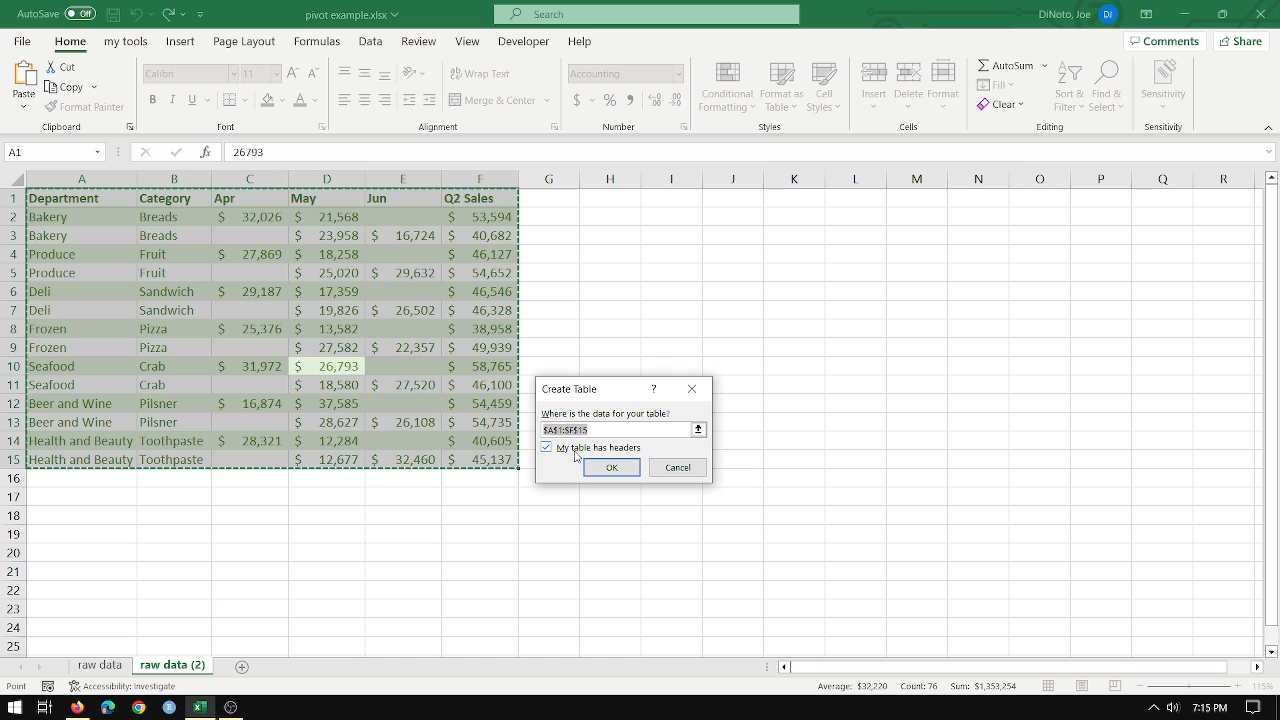 AutoSave Off pivot example.xlsx Search DiNoto, Joe DJ
File Home my tools Insert Page Layout Formulas Data Review View Developer Help Comments Share
Paste Cut Copy Format Painter Clipboard
Calibri 11 B I U Font
Wrap Text Merge & Center Alignment
Accounting $ % Number
Conditional Formatting Format as Table Cell Styles Styles
Insert Delete Format Cells
AutoSum Fill Clear Sort & Filter Find & Select Editing
Sensitivity Sensitivity
A1 fx 26793
A B C D E F G H I J K L M N O P Q R
1 Department Category Apr May Jun Q2 Sales
2 Bakery Breads $ 32,026 $ 21,568 $ 53,594
3 Bakery Breads $ 23,958 $ 16,724 $ 40,682
4 Produce Fruit $ 27,869 $ 18,258 $ 46,127
5 Produce Fruit $ 25,020 $ 29,632 $ 54,652
6 Deli Sandwich $ 29,187 $ 17,359 $ 46,546
7 Deli Sandwich $ 19,826 $ 26,502 $ 46,328
8 Frozen Pizza $ 25,376 $ 13,582 $ 38,958
9 Frozen Pizza $ 27,582 $ 22,357 $ 49,939
10 Seafood Crab $ 31,972 $ 26,793 $ 58,765
11 Seafood Crab $ 18,580 $ 27,520 $ 46,100
12 Beer and Wine Pilsner $ 16,874 $ 37,585 $ 54,459
13 Beer and Wine Pilsner $ 28,627 $ 26,108 $ 54,735
14 Health and Beauty Toothpaste $ 28,321 $ 12,284 $ 40,605
15 Health and Beauty Toothpaste $ 12,677 $ 32,460 $ 45,137
16
17
18
19
20
21
22
23
24
25
Create Table ?
Where is the data for your table?
$A$1:$F$15
My table has headers
OK Cancel
raw data raw data (2)
Point Accessibility: Investigate Average: $32,220 Count: 76 Sum: $1,353,254 115%
7:15 PM